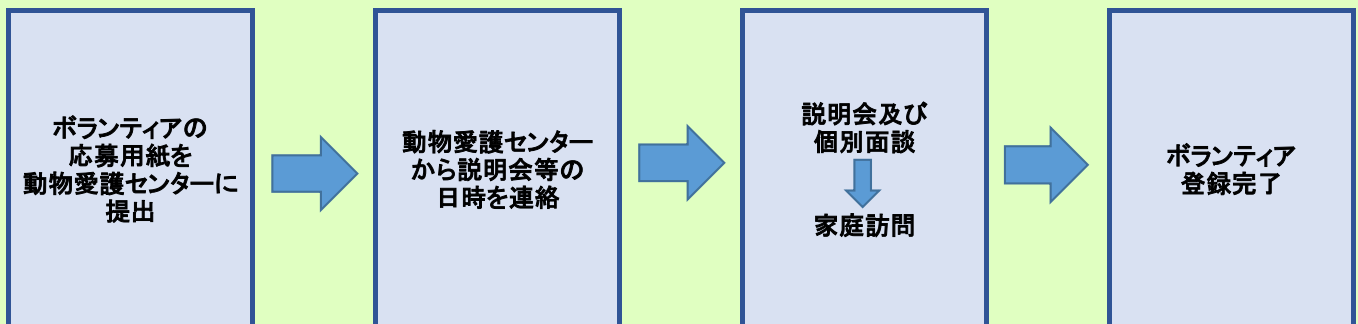 ボランティアの
応募用紙を
動物愛護センターに
提出
動物愛護センター
から説明会等の
日時を連絡
説明会及び
個別面談
家庭訪問
ボランティア
登録完了